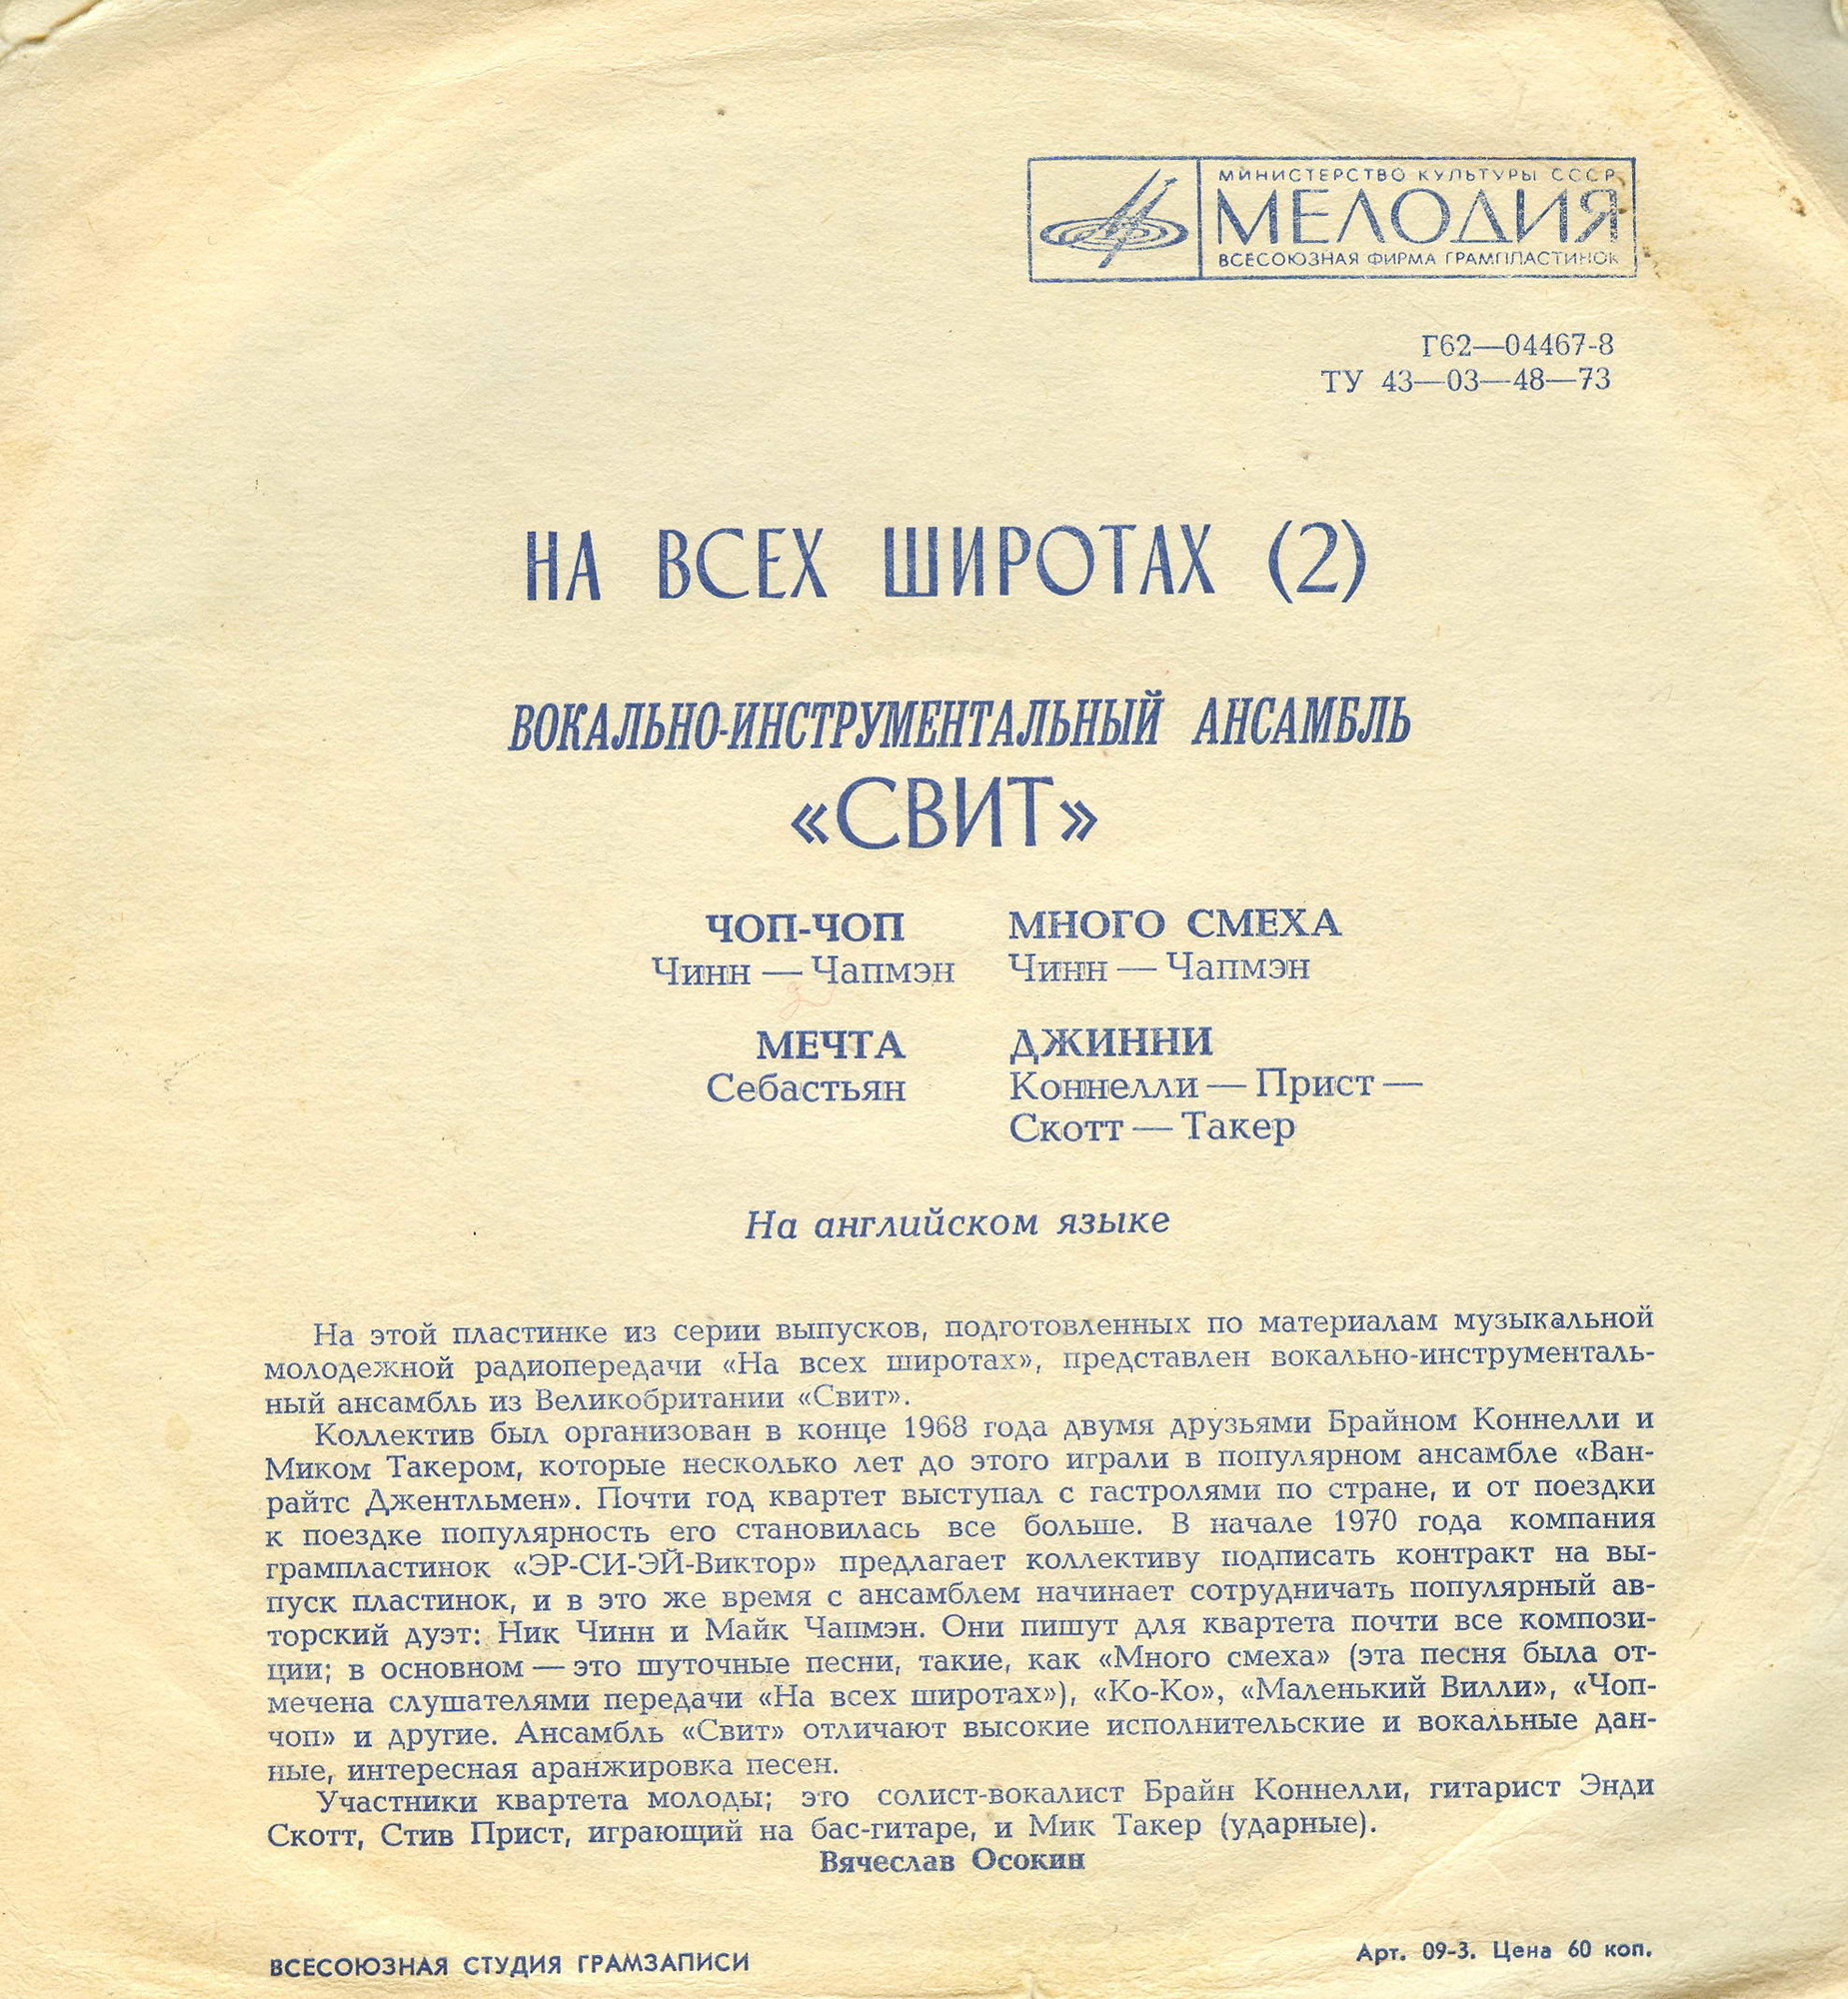 МИНИСТЕРСТВО КУЛЬТУРЫ СССР
МЕЛОДИЯ
ВСЕСОЮЗНАЯ ФИРМА ГРАМПЛАСТИНОК
Г62—04467-8
ТУ 43—03—48—73
НА ВСЕХ ШИРОТАХ (2)
ВОКАЛЬНО-ИНСТРУМЕНТАЛЬНЫЙ АНСАМБЛЬ
«СВИТ»
ЧОП-ЧОП
Чинн — Чапмэн
МЕЧТА
Себастьян
МНОГО СМЕХА
Чинн — Чапмэн
ДЖИННИ
Коннелли — Прист —
Скотт — Такер
На английском языке
На этой пластинке из серии выпусков, подготовленных по материалам музыкальной
молодежной радиопередачи «На всех широтах», представлен вокально-инструменталь-
ный ансамбль из Великобритании «Свит».
Коллектив был организован в конце 1968 года двумя друзьями Брайном Коннелли и
Миком Такером, которые несколько лет до этого играли в популярном ансамбле «Ван-
райтс Джентльмен». Почти год квартет выступал с гастролями по стране, и от поездки
к поездке популярность его становилась все больше. В начале 1970 года компания
грампластинок «ЭР-СИ-ЭЙ-Виктор» предлагает коллективу подписать контракт на вы-
пуск пластинок, и в это же время с ансамблем начинает сотрудничать популярный ав-
торский дуэт: Ник Чинн и Майк Чапмэн. Они пишут для квартета почти все компози-
ции; в основном — это шуточные песни, такие, как «Много смеха» (эта песня была от-
мечена слушателями передачи «На всех широтах»), «Ко-Ко», «Маленький Вилли», «Чоп-
чоп» и другие. Ансамбль «Свит» отличают высокие исполнительские и вокальные дан-
ные, интересная аранжировка песен.
Участники квартета молоды; это солист-вокалист Брайн Коннелли, гитарист Энди
Скотт, Стив Прист, играющий на бас-гитаре, и Мик Такер (ударные).
Вячеслав Осокин
ВСЕСОЮЗНАЯ СТУДИЯ ГРАМЗАПИСИ
Арт. 09-3. Цена 60 коп.